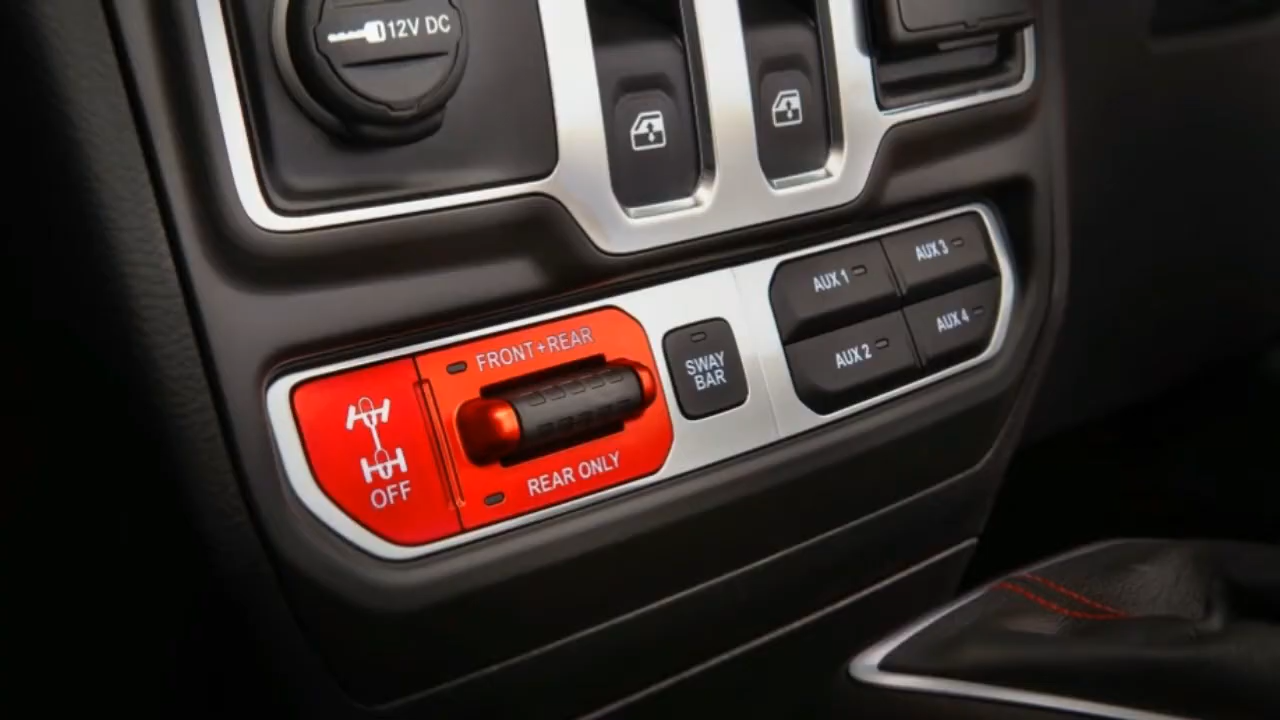 12V DC
FRONT+REAR
REAR ONLY
OFF
SWAY
BAR
AUX 1
AUX 3
AUX 2
AUX 4